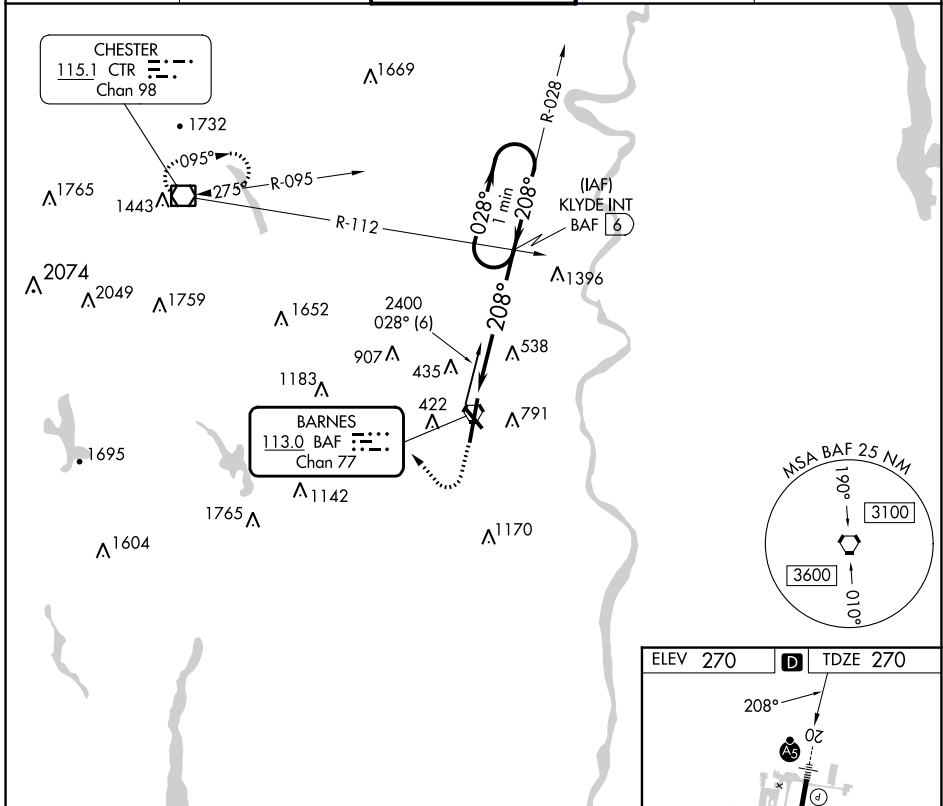 CHESTER
115.1 CTR
Chan 98
1669
1732
095°
275°
R-095
R-112
1765
1443
R-028
028°
1 min
208°
(IAF)
KLYDE INT
BAF 6
1396
2074
2049
1759
1652
2400
028° (6)
208°
907
435
538
1183
422
791
BARNES
113.0 BAF
Chan 77
1695
1142
1765
1604
1170
MSA BAF 25 NM
190°
3100
3600
010°
ELEV 270 D TDZE 270
208°
20
A5
x
P